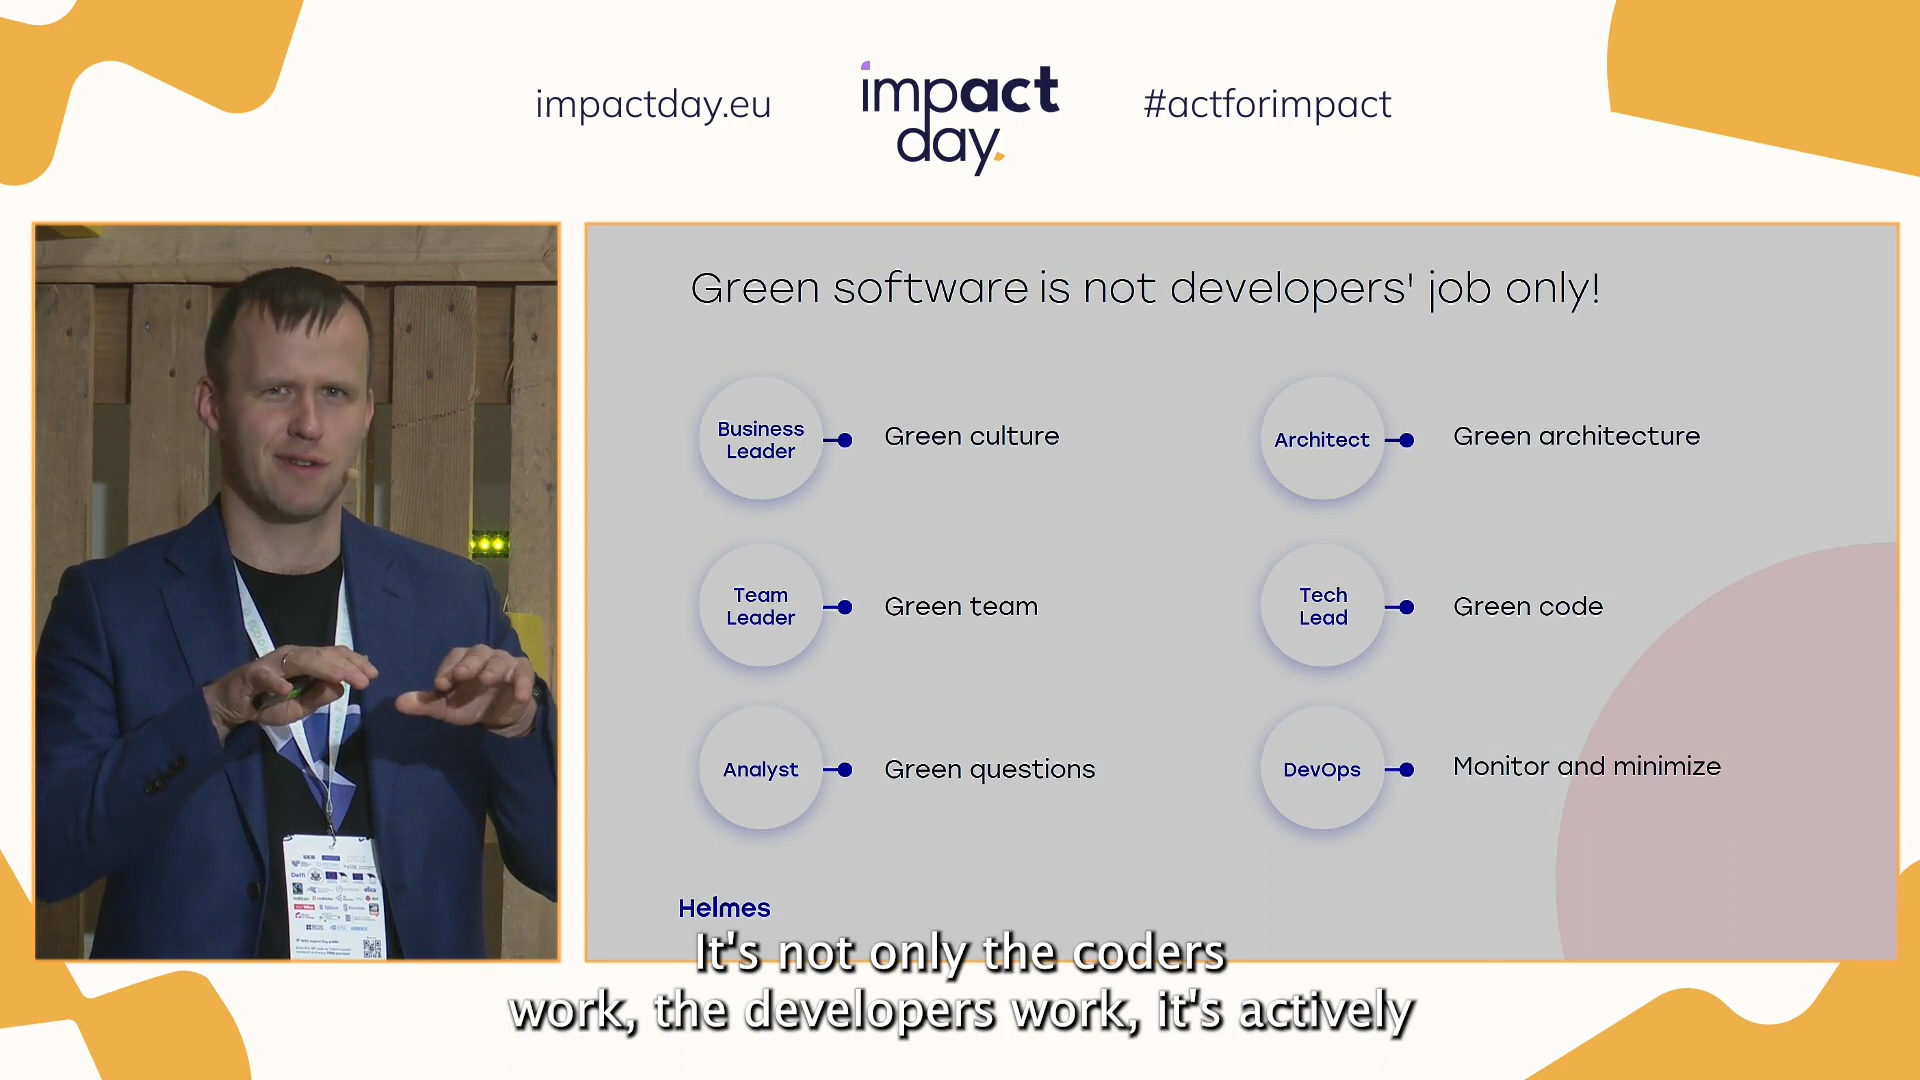 impactday.eu
impact
day.
#actforimpact
Green software is not developers' job only!
Business
Leader
Green culture
Architect
Green architecture
Team
Leader
Green team
Tech
Lead
Green code
Analyst
Green questions
DevOps
Monitor and minimize
Helmes
It's not only the coders
work, the developers work, it's actively
Delfi